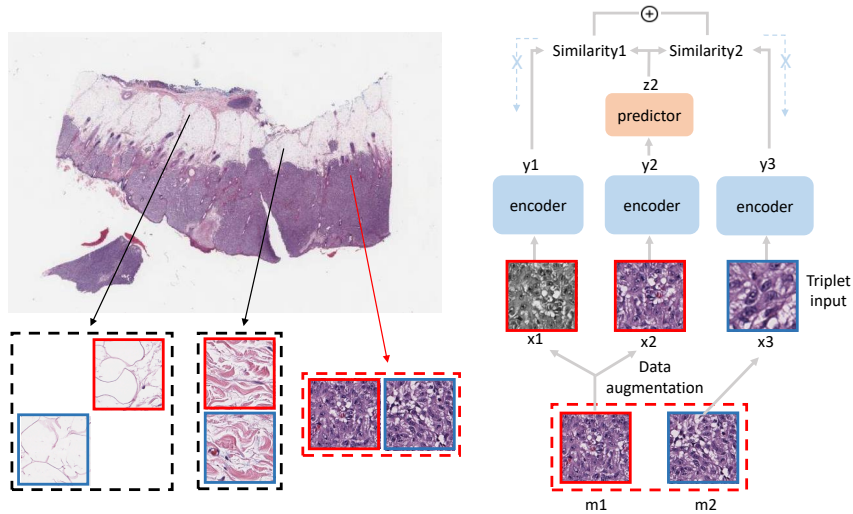 Similarity1
Similarity2
z2
predictor
y1
y2
y3
encoder
encoder
encoder
Triplet
input
x1
x2
x3
Data
augmentation
m1
m2